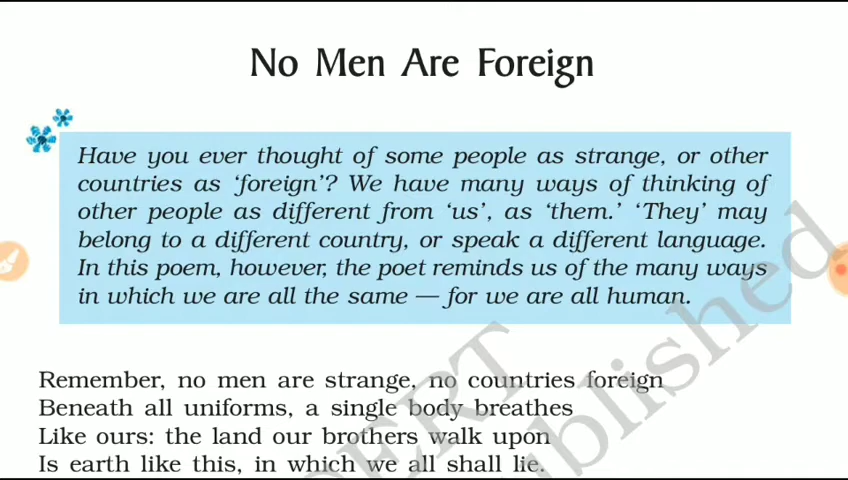 No Men Are Foreign
Have you ever thought of some people as strange, or other
countries as ‘foreign’? We have many ways of thinking of
other people as different from ‘us’, as ‘them.’ ‘They’ may
belong to a different country, or speak a different language.
In this poem, however, the poet reminds us of the many ways
in which we are all the same — for we are all human.
Remember, no men are strange, no countries foreign
Beneath all uniforms, a single body breathes
Like ours: the land our brothers walk upon
Is earth like this, in which we all shall lie.